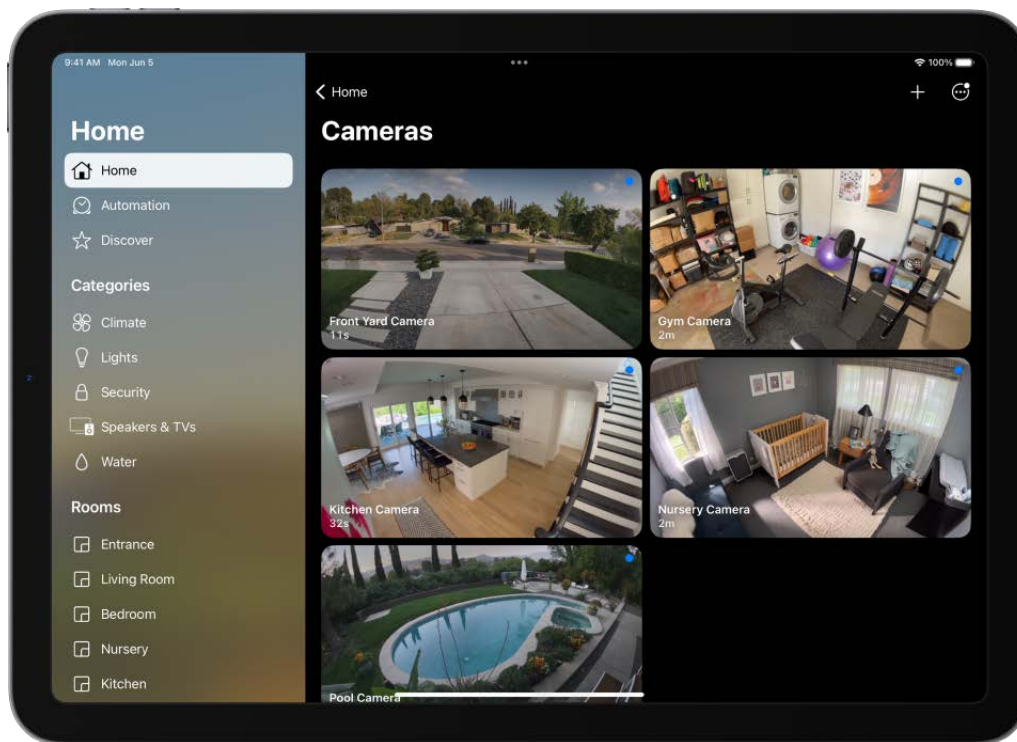 9:41 AM Mon Jun 5
100%
Home
Home
Automation
Discover
Categories
Climate
Lights
Security
Speakers & TVs
Water
Rooms
Entrance
Living Room
Bedroom
Nursery
Kitchen
Home
Cameras
Front Yard Camera
11s
Gym Camera
2m
Kitchen Camera
32s
Nursery Camera
2m
Pool Camera